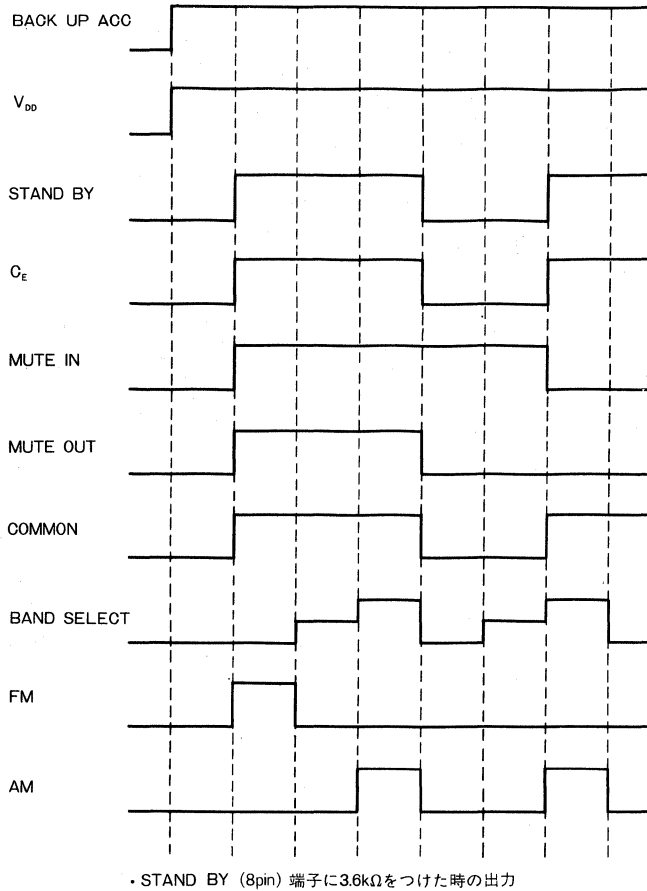 BACK UP ACC
VDD
STAND BY
CE
MUTE IN
MUTE OUT
COMMON
BAND SELECT
FM
AM
・STAND BY (8pin) 端子に3.6kΩをつけた時の出力